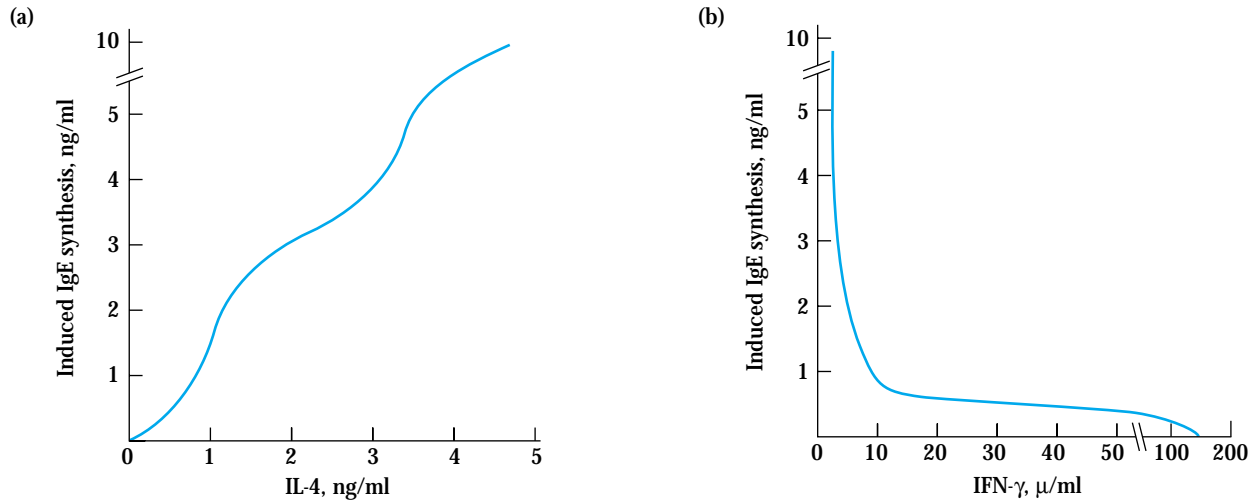 (a)
Induced IgE synthesis, ng/ml
10
5
4
3
2
1
0 1 2 3 4 5
IL-4, ng/ml
(b)
Induced IgE synthesis, ng/ml
10
5
4
3
2
1
0 10 20 30 40 50 100 200
IFN-γ, µ/ml